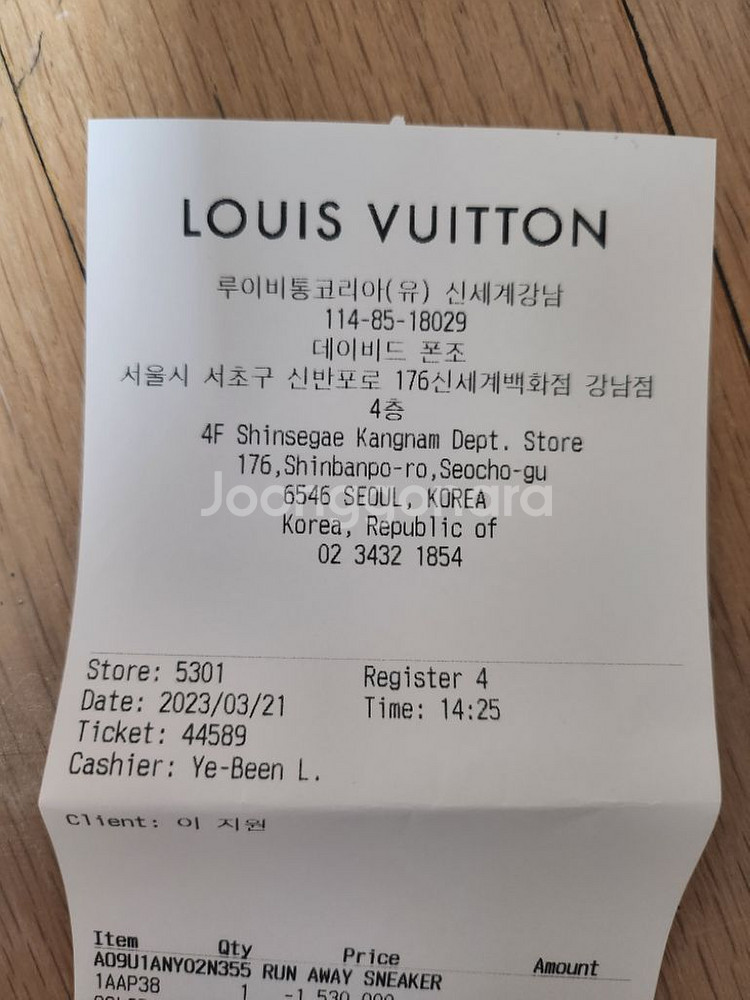 LOUIS VUITTON
루이비통코리아(유) 신세계강남
114-85-18029
데이비드 폰조
서울시 서초구 신반포로 176신세계백화점 강남점
4층
4F Shinsegae Kangnam Dept. Store
176,Shinbanpo-ro,Seocho-gu
6546 SEOUL, KOREA
Joonggonara
Korea, Republic of
02 3432 1854
Store: 5301 Register 4
Date: 2023/03/21 Time: 14:25
Ticket: 44589
Cashier: Ye-Been L.
Client: 이 지원
Item Qty Price Amount
A09U1ANY02N355 RUN AWAY SNEAKER
1AAP38 1 -1,530,000